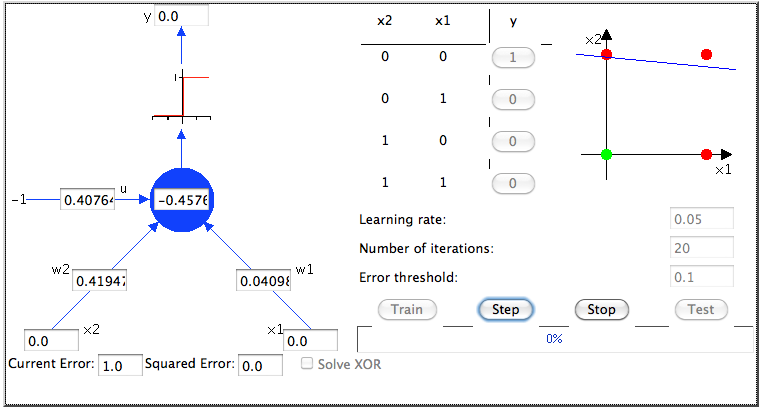 y 0.0
-1 0.40764 u -0.4576
w2 0.41947 0.04098 w1
x2 x1
0.0 0.0
Current Error: 1.0 Squared Error: 0.0 Solve XOR
x2 x1 y
0 0 1
0 1 0
1 0 0
1 1 0
x2
x1
Learning rate: 0.05
Number of iterations: 20
Error threshold: 0.1
Train Step Stop Test
0%